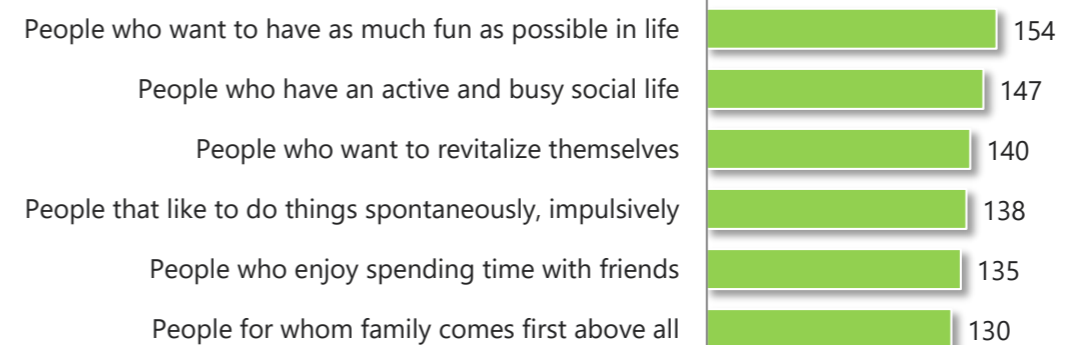 People who want to have as much fun as possible in life 154
People who have an active and busy social life 147
People who want to revitalize themselves 140
People that like to do things spontaneously, impulsively 138
People who enjoy spending time with friends 135
People for whom family comes first above all 130